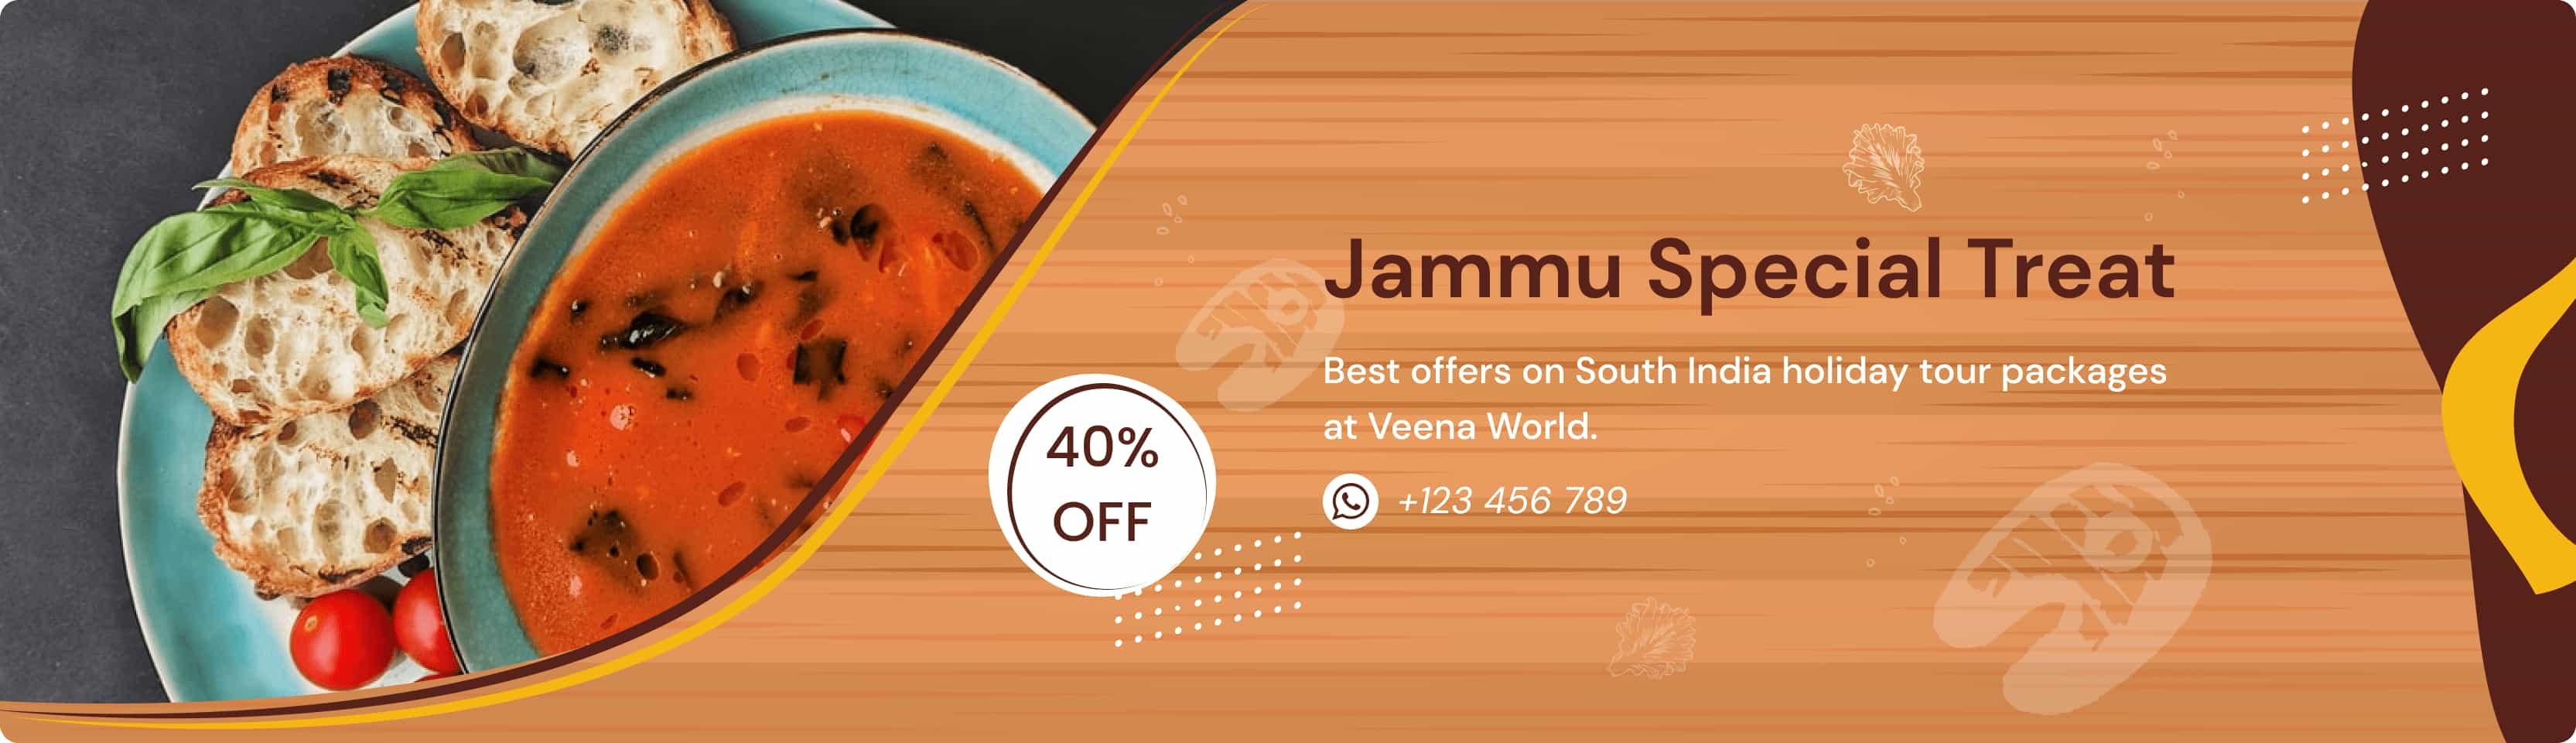 Jammu Special Treat
Best offers on South India holiday tour packages
at Veena World.
+123 456 789
40%
OFF